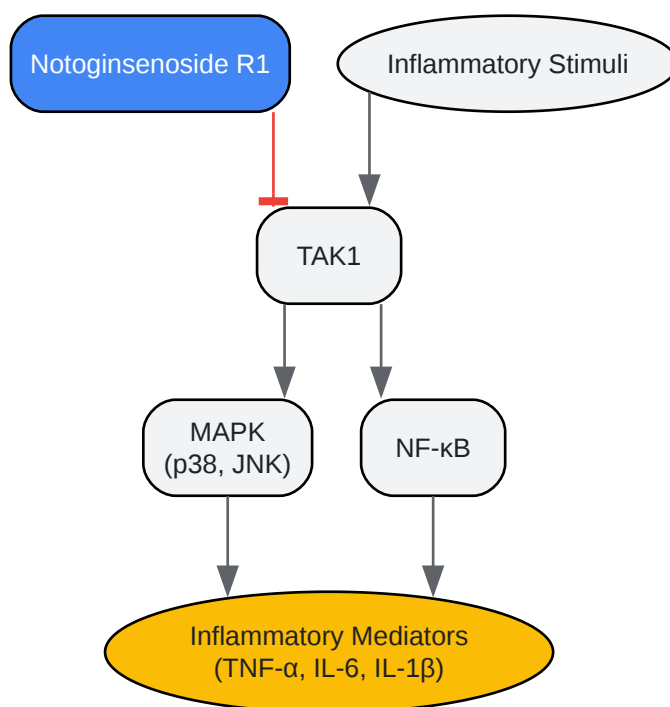 Notoginsenoside R1
Inflammatory Stimuli
TAK1
MAPK
(p38, JNK)
NF-κB
Inflammatory Mediators
(TNF-α, IL-6, IL-1β)